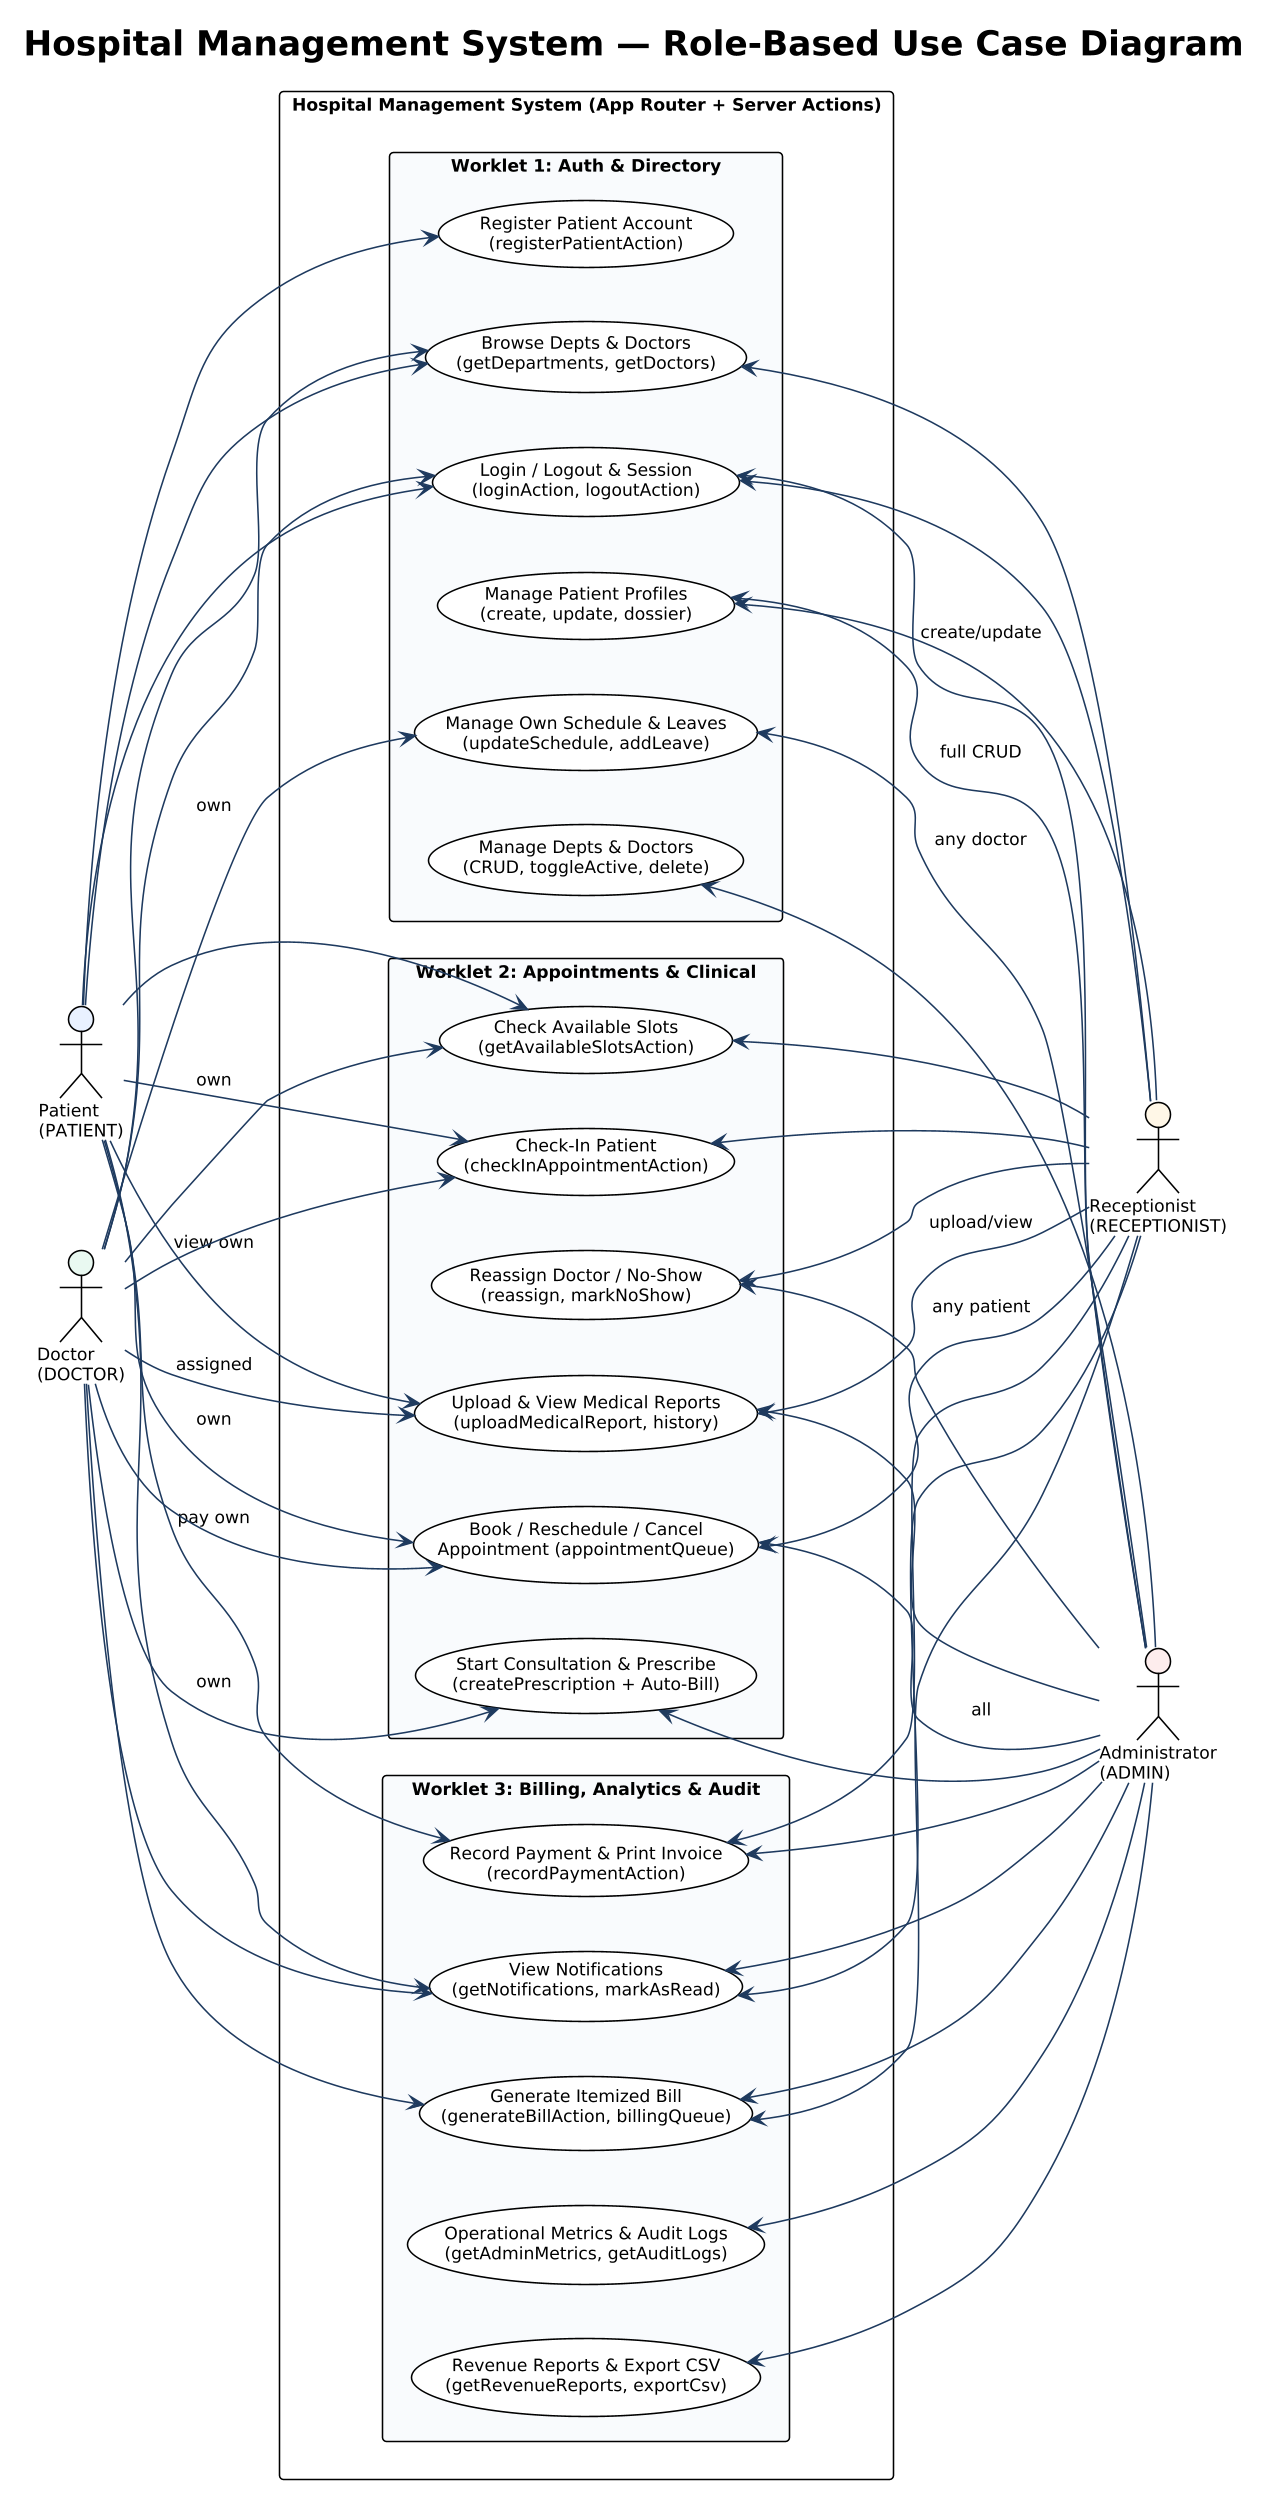 Hospital Management System — Role-Based Use Case Diagram
Hospital Management System (App Router + Server Actions)
Worklet 1: Auth & Directory
Register Patient Account
(registerPatientAction)
Browse Depts & Doctors
(getDepartments, getDoctors)
Login / Logout & Session
(loginAction, logoutAction)
Manage Patient Profiles
(create, update, dossier)
create/update
Manage Own Schedule & Leaves
(updateSchedule, addLeave)
full CRUD
own
any doctor
Manage Depts & Doctors
(CRUD, toggleActive, delete)
Worklet 2: Appointments & Clinical
Check Available Slots
(getAvailableSlotsAction)
own
Patient
(PATIENT)
Check-In Patient
(checkInAppointmentAction)
Receptionist
(RECEPTIONIST)
upload/view
view own
Reassign Doctor / No-Show
(reassign, markNoShow)
any patient
Doctor
(DOCTOR)
assigned
Upload & View Medical Reports
(uploadMedicalReport, history)
own
pay own
Book / Reschedule / Cancel
Appointment (appointmentQueue)
Start Consultation & Prescribe
(createPrescription + Auto-Bill)
own
all
Administrator
(ADMIN)
Worklet 3: Billing, Analytics & Audit
Record Payment & Print Invoice
(recordPaymentAction)
View Notifications
(getNotifications, markAsRead)
Generate Itemized Bill
(generateBillAction, billingQueue)
Operational Metrics & Audit Logs
(getAdminMetrics, getAuditLogs)
Revenue Reports & Export CSV
(getRevenueReports, exportCsv)